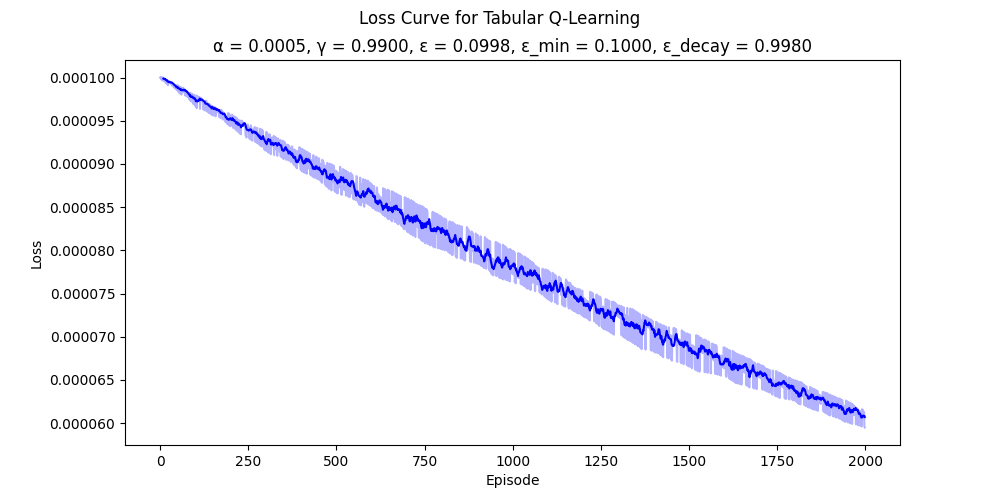 Loss Curve for Tabular Q-Learning
α = 0.0005, γ = 0.9900, ε = 0.0998, ε_min = 0.1000, ε_decay = 0.9980
0.000100
0.000095
0.000090
0.000085
0.000080
0.000075
0.000070
0.000065
0.000060
Loss
0 250 500 750 1000 1250 1500 1750 2000
Episode